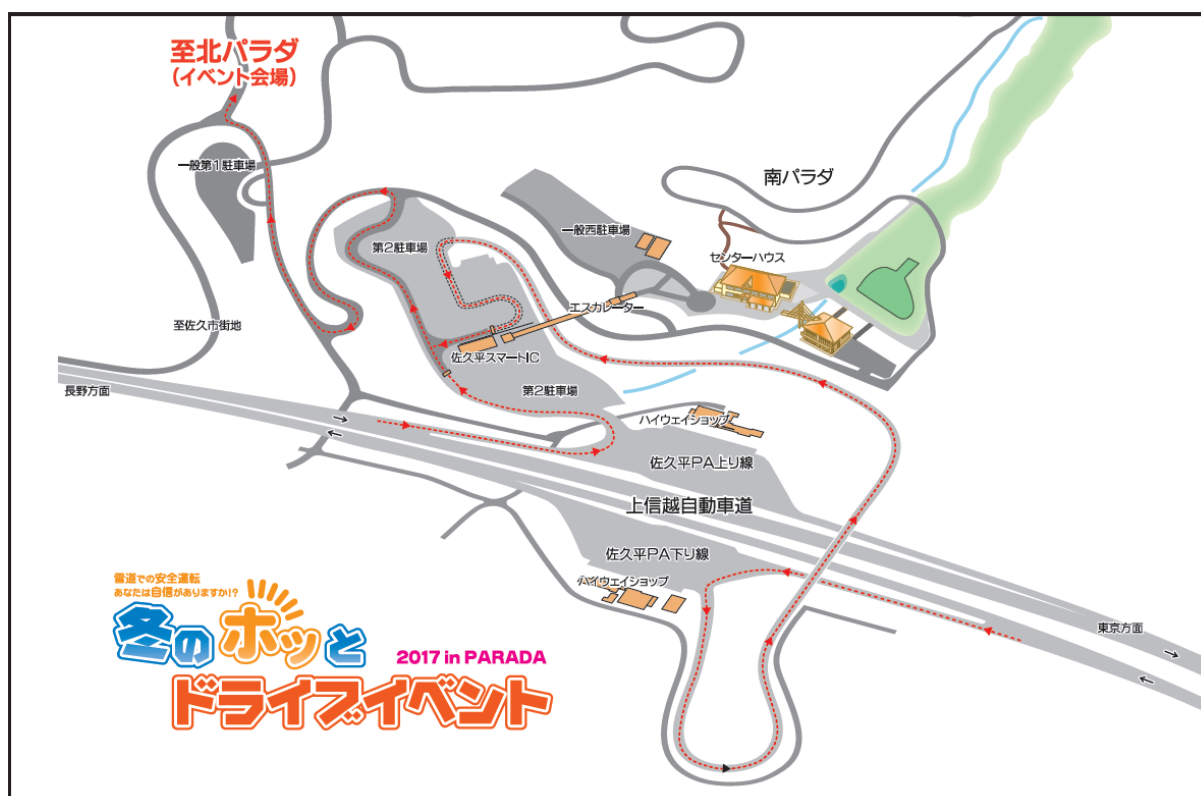 至北パラダ
(イベント会場)
一般第1駐車場
南パラダ
一般西駐車場
第2駐車場
センターハウス
エスカレーター
至佐久市街地
佐久平スマートIC
長野方面
第2駐車場
ハイウェイショップ
佐久平PA上り線
上信越自動車道
佐久平PA下り線
ハイウェイショップ
東京方面
雪道での安全運転
あなたは自信がありますか!?
冬のホッと
2017 in PARADA
ドライブイベント